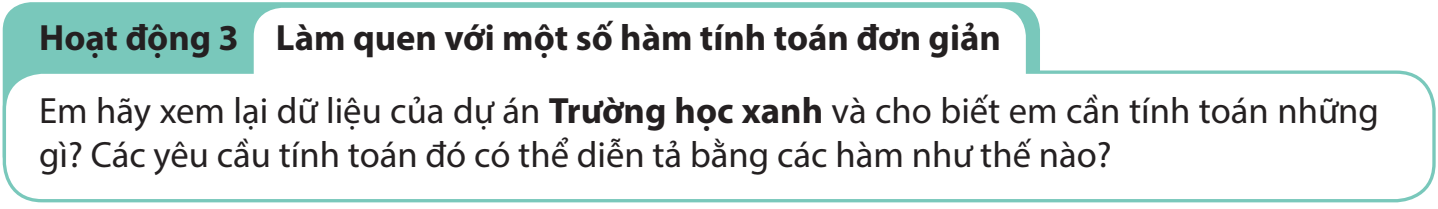 Hoạt động 3 Làm quen với một số hàm tính toán đơn giản
Em hãy xem lại dữ liệu của dự án Trường học xanh và cho biết em cần tính toán những
gì? Các yêu cầu tính toán đó có thể diễn tả bằng các hàm như thế nào?